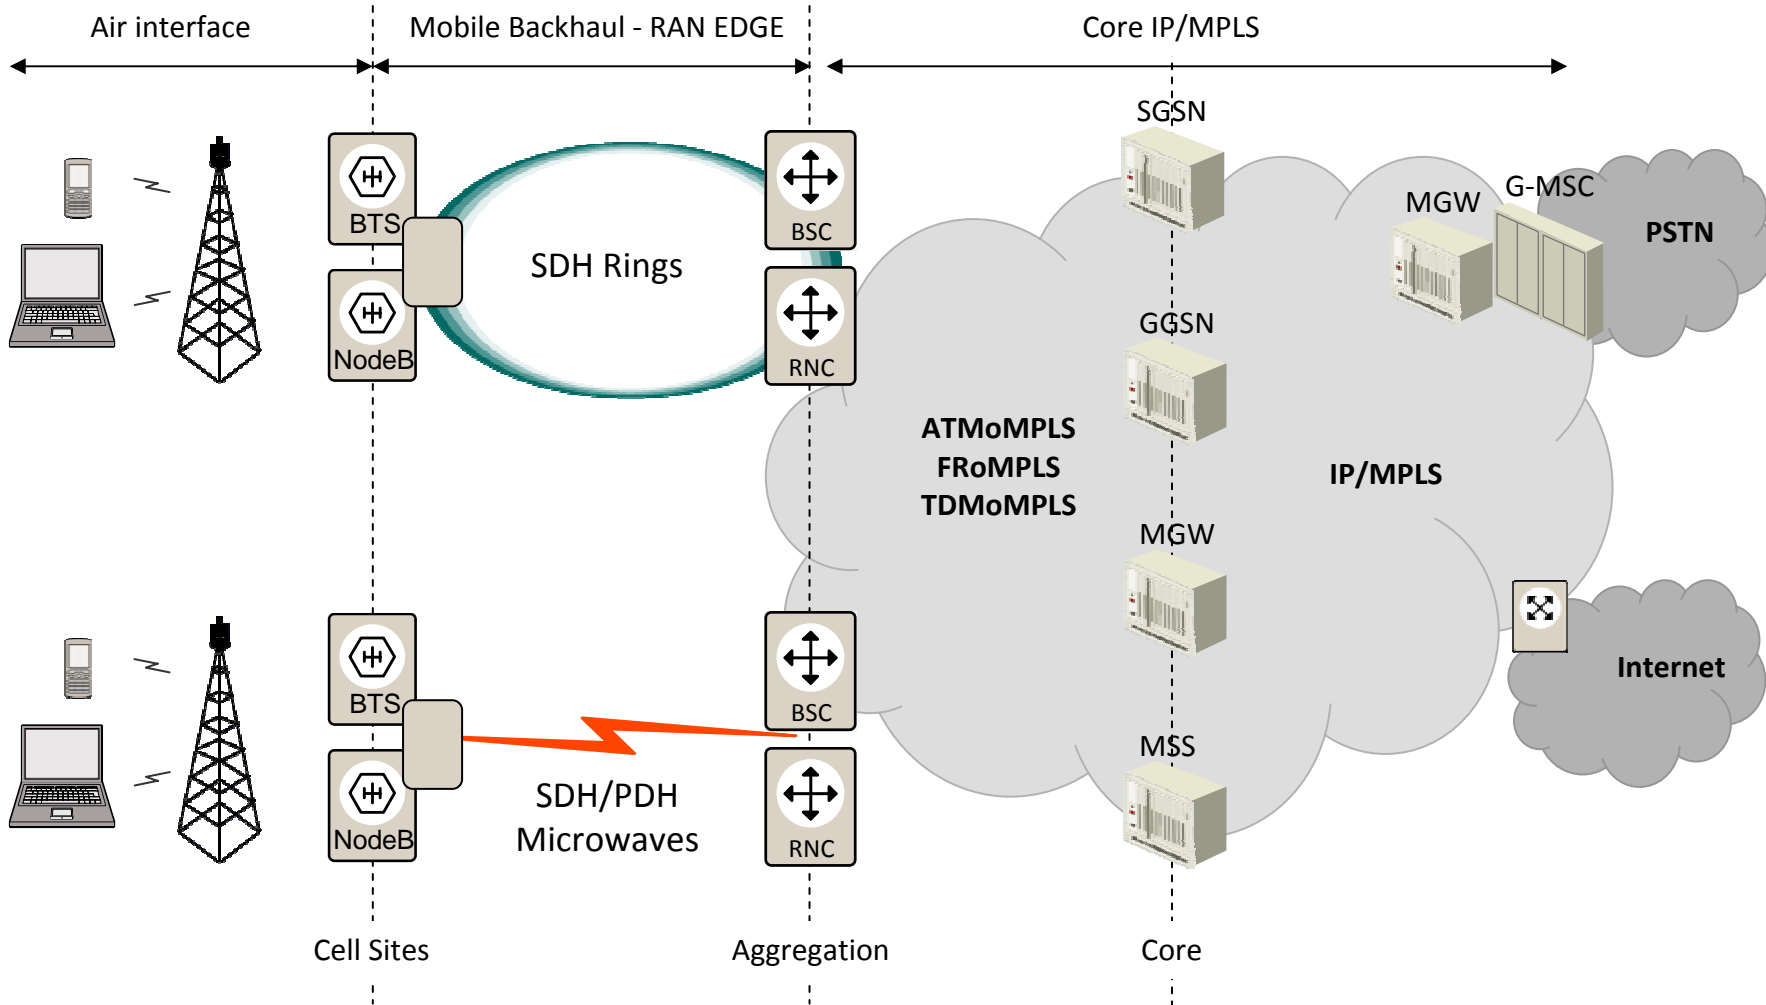 Air interface
Mobile Backhaul - RAN EDGE
Core IP/MPLS
SGSN
BTS
BSC
MGW
G-MSC
PSTN
SDH Rings
NodeB
RNC
GGSN
ATMoMPLS
FRoMPLS
TDMoMPLS
IP/MPLS
MGW
BTS
BSC
Internet
MSS
SDH/PDH
Microwaves
NodeB
RNC
Cell Sites
Aggregation
Core